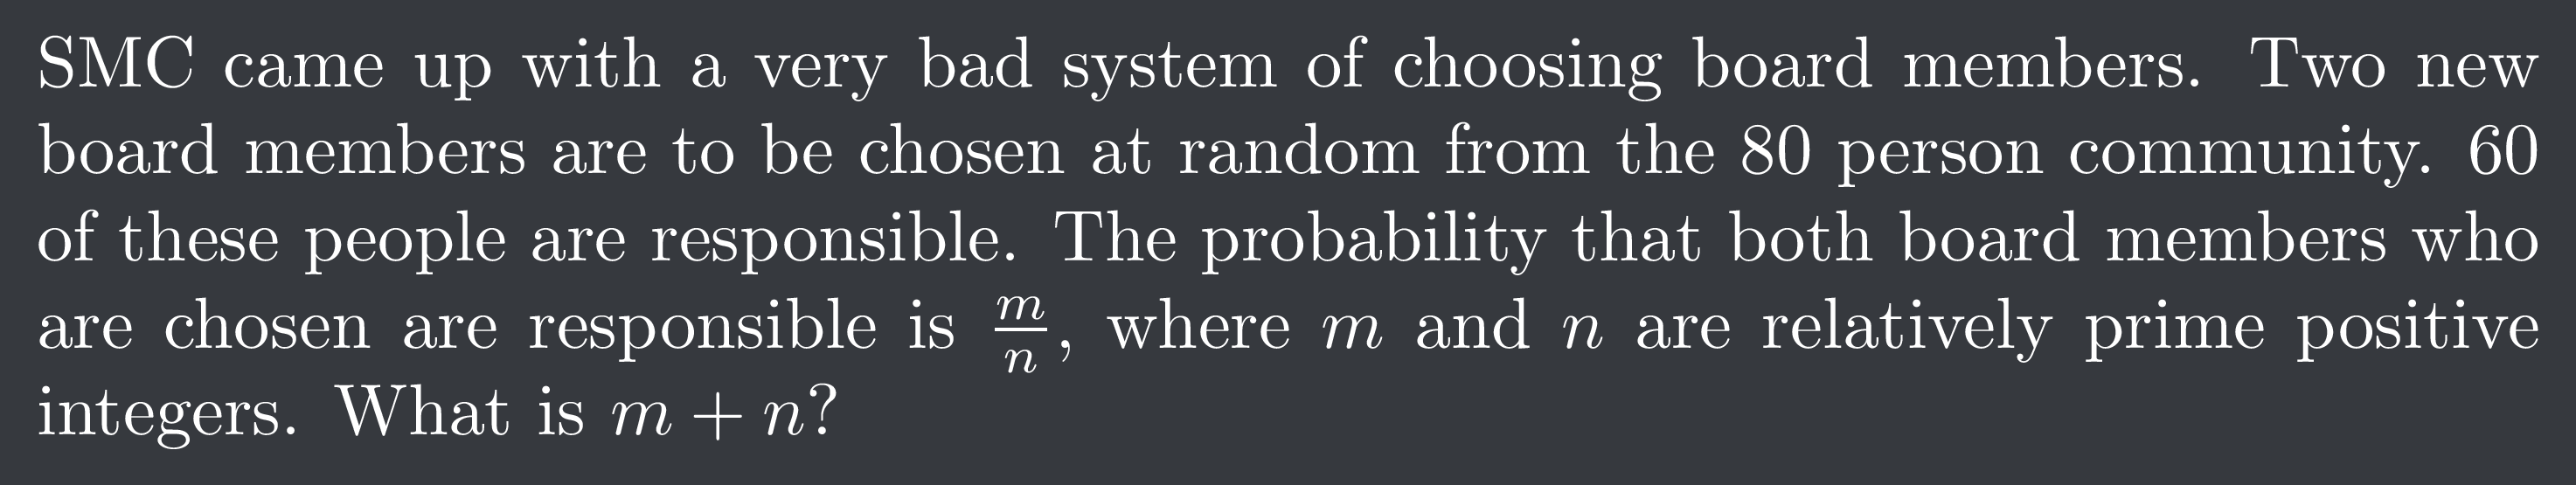 SMC came up with a very bad system of choosing board members. Two new
board members are to be chosen at random from the 80 person community. 60
of these people are responsible. The probability that both board members who
are chosen are responsible is $\frac{m}{n}$, where $m$ and $n$ are relatively prime positive
integers. What is $m + n$?